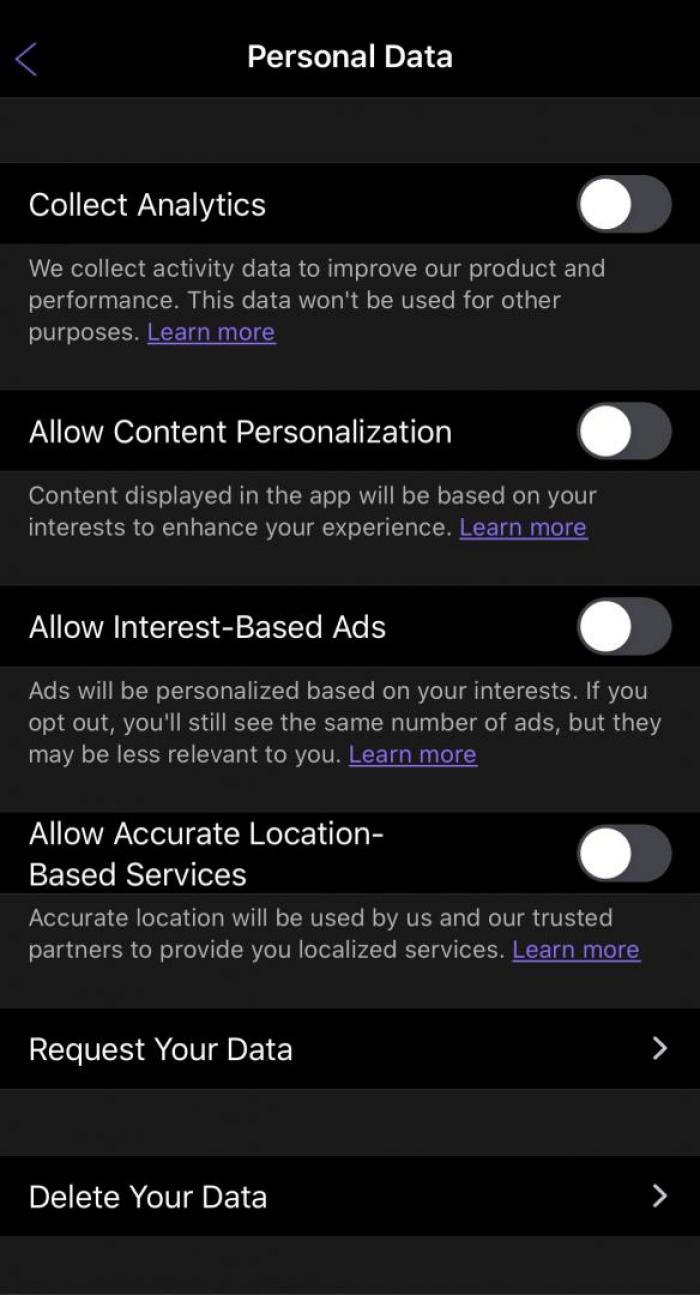 Personal Data
Collect Analytics
We collect activity data to improve our product and
performance. This data won't be used for other
purposes. Learn more
Allow Content Personalization
Content displayed in the app will be based on your
interests to enhance your experience. Learn more
Allow Interest-Based Ads
Ads will be personalized based on your interests. If you
opt out, you'll still see the same number of ads, but they
may be less relevant to you. Learn more
Allow Accurate Location-
Based Services
Accurate location will be used by us and our trusted
partners to provide you localized services. Learn more
Request Your Data
Delete Your Data